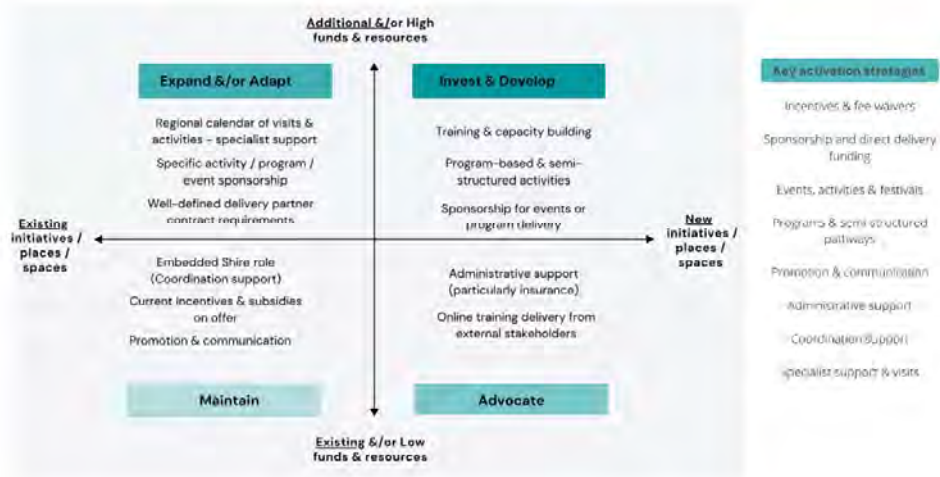 Additional &/or High
funds & resources
Expand &/or Adapt
Regional calendar of visits &
activities – specialist support
Specific activity / program /
event sponsorship
Well-defined delivery partner
contract requirements
Invest & Develop
Training & capacity building
Program-based & semi-
structured activities
Sponsorship for events or
program delivery
Existing
initiatives /
places /
spaces
New
initiatives /
places /
spaces
Embedded Shire role
(Coordination support)
Current incentives & subsidies
on offer
Promotion & communication
Maintain
Administrative support
(particularly insurance)
Online training delivery from
external stakeholders
Advocate
Existing &/or Low
funds & resources
Key activation strategies
Incentives & fee waivers
Sponsorship and direct delivery
funding
Events, activities & festivals
Programs & semi structured
pathways
Promotion & communication
Administrative support
Coordination support
Specialist support & visits